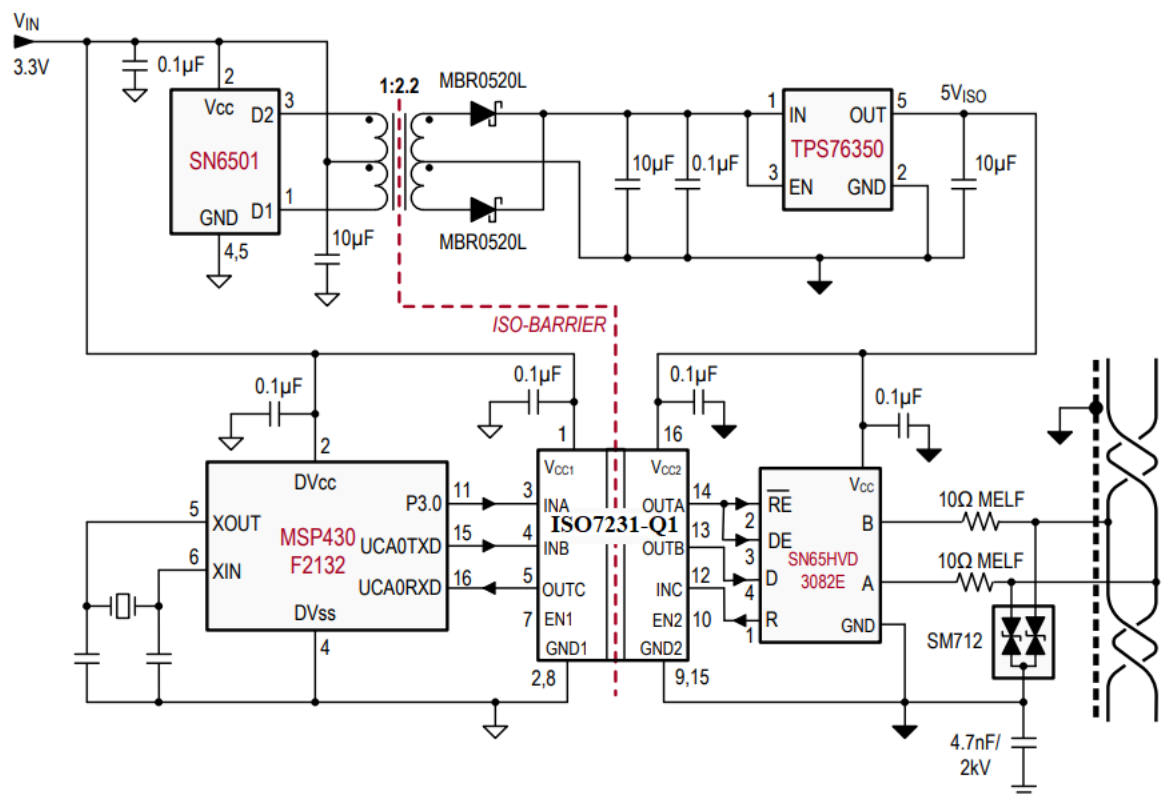 VIN
3.3V
0.1µF
2
Vcc
D2
3
SN6501
D1
1
GND
4,5
10µF
1:2.2
MBR0520L
MBR0520L
10µF
0.1µF
1
IN
OUT
5
TPS76350
3
EN
GND
2
5VISO
10µF
ISO-BARRIER
0.1µF
0.1µF
0.1µF
0.1µF
2
DVcc
5
XOUT
6
XIN
MSP430
F2132
P3.0
11
UCA0TXD
15
UCA0RXD
16
DVss
4
1
VCC1
3
INA
4
INB
5
OUTC
7
EN1
GND1
2,8
ISO7231-Q1
16
VCC2
OUTA
14
OUTB
13
INC
12
EN2
10
GND2
9,15
Vcc
RE
2
DE
3
D
4
R
1
SN65HVD
3082E
B
A
GND
10Ω MELF
10Ω MELF
SM712
4.7nF/
2kV